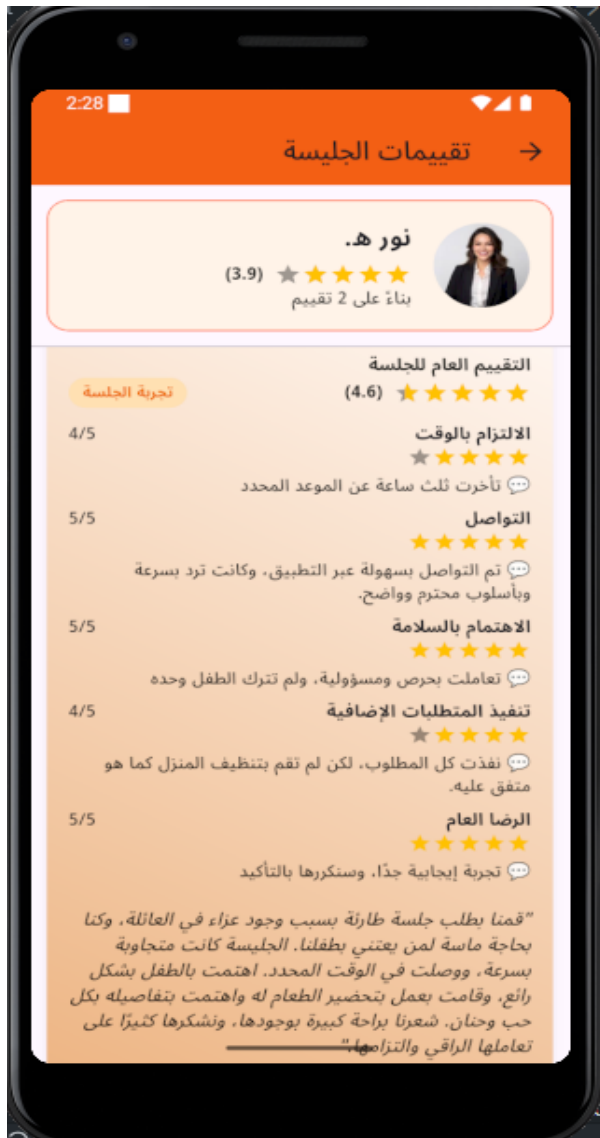 2:28
تقييمات الجليسة
نور ه.
(3.9)
بناءً على 2 تقييم
التقييم العام للجلسة
(4.6)
تجربة الجلسة
الالتزام بالوقت
4/5
تأخرت ثلث ساعة عن الموعد المحدد
التواصل
5/5
تم التواصل بسهولة عبر التطبيق، وكانت ترد بسرعة
وبأسلوب محترم وواضح.
الاهتمام بالسلامة
5/5
تعاملت بحرص ومسؤولية، ولم تترك الطفل وحده
تنفيذ المتطلبات الإضافية
4/5
نفذت كل المطلوب، لكن لم تقم بتنظيف المنزل كما هو
متفق عليه.
الرضا العام
5/5
تجربة إيجابية جدًا، وسنكررها بالتأكيد
"قمنا بطلب جلسة طارئة بسبب وجود عزاء في العائلة، وكنا
بحاجة ماسة لمن يعتني بطفلنا. الجليسة كانت متجاوبة
بسرعة، ووصلت في الوقت المحدد. اهتمت بالطفل بشكل
رائع، وقامت بعمل بتحضير الطعام له واهتمت بتفاصيله بكل
حب وحنان. شعرنا براحة كبيرة بوجودها، ونشكرها كثيرًا على
تعاملها الراقي والتزامها."